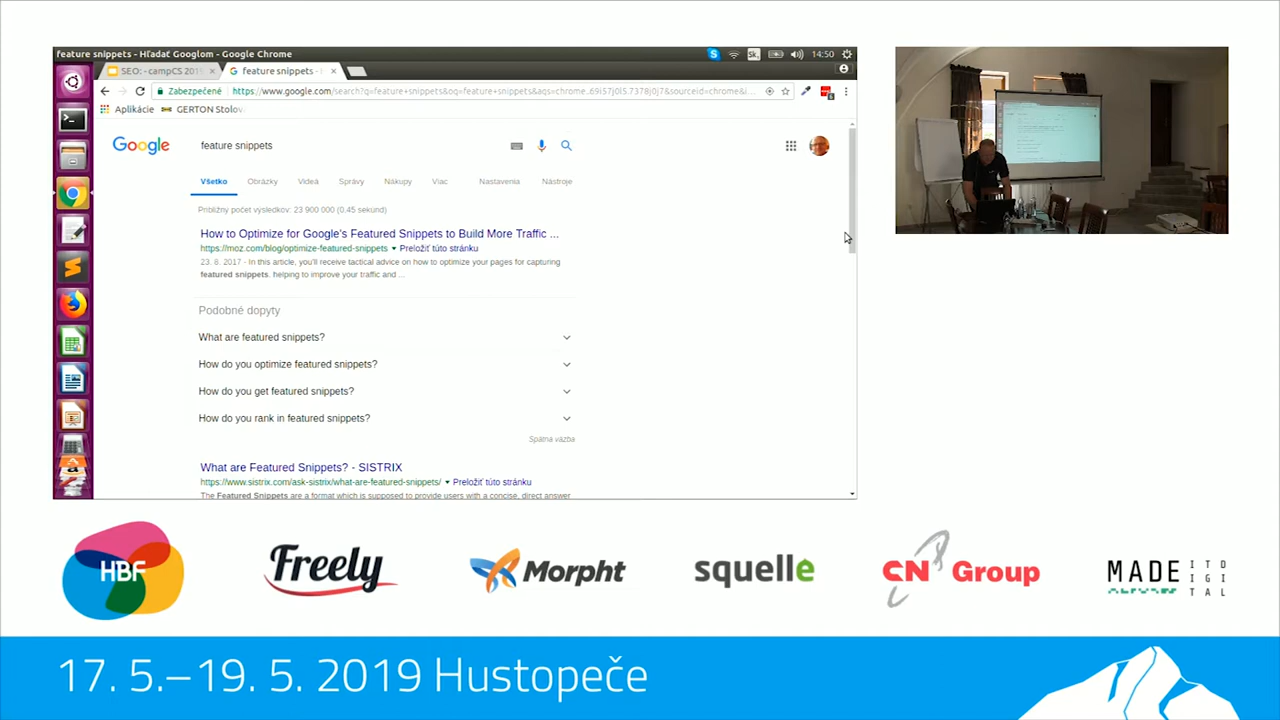 feature snippets - Hľadať Googlom - Google Chrome
Sk
14:50
SEO: - campCS 201
feature snippets -
Zabezpečené
https://www.google.com/search?q=feature+snippets&oq=feature+snippets&aqs=chrome..69i57j0l5.7378j0j7&sourceid=chrome&i...
Aplikácie
GERTON Stolov
Google
feature snippets
Všetko
Obrázky
Videá
Správy
Nákupy
Viac
Nastavenia
Nástroje
Približný počet výsledkov: 23 900 000 (0,45 sekúnd)
How to Optimize for Google's Featured Snippets to Build More Traffic ...
https://moz.com/blog/optimize-featured-snippets
Preložiť túto stránku
23. 8. 2017 - In this article, you'll receive tactical advice on how to optimize your pages for capturing
featured snippets, helping to improve your traffic and ...
Podobné dopyty
What are featured snippets?
How do you optimize featured snippets?
How do you get featured snippets?
How do you rank in featured snippets?
Spätná väzba
What are Featured Snippets? - SISTRIX
https://www.sistrix.com/ask-sistrix/what-are-featured-snippets/
Preložiť túto stránku
The Featured Snippets are a format which is supposed to provide users with a concise, direct answer
HBF
Freely
Morpht
squelle
CN Group
MADE ITD
IGI
TAL
17. 5.–19. 5. 2019 Hustopeče